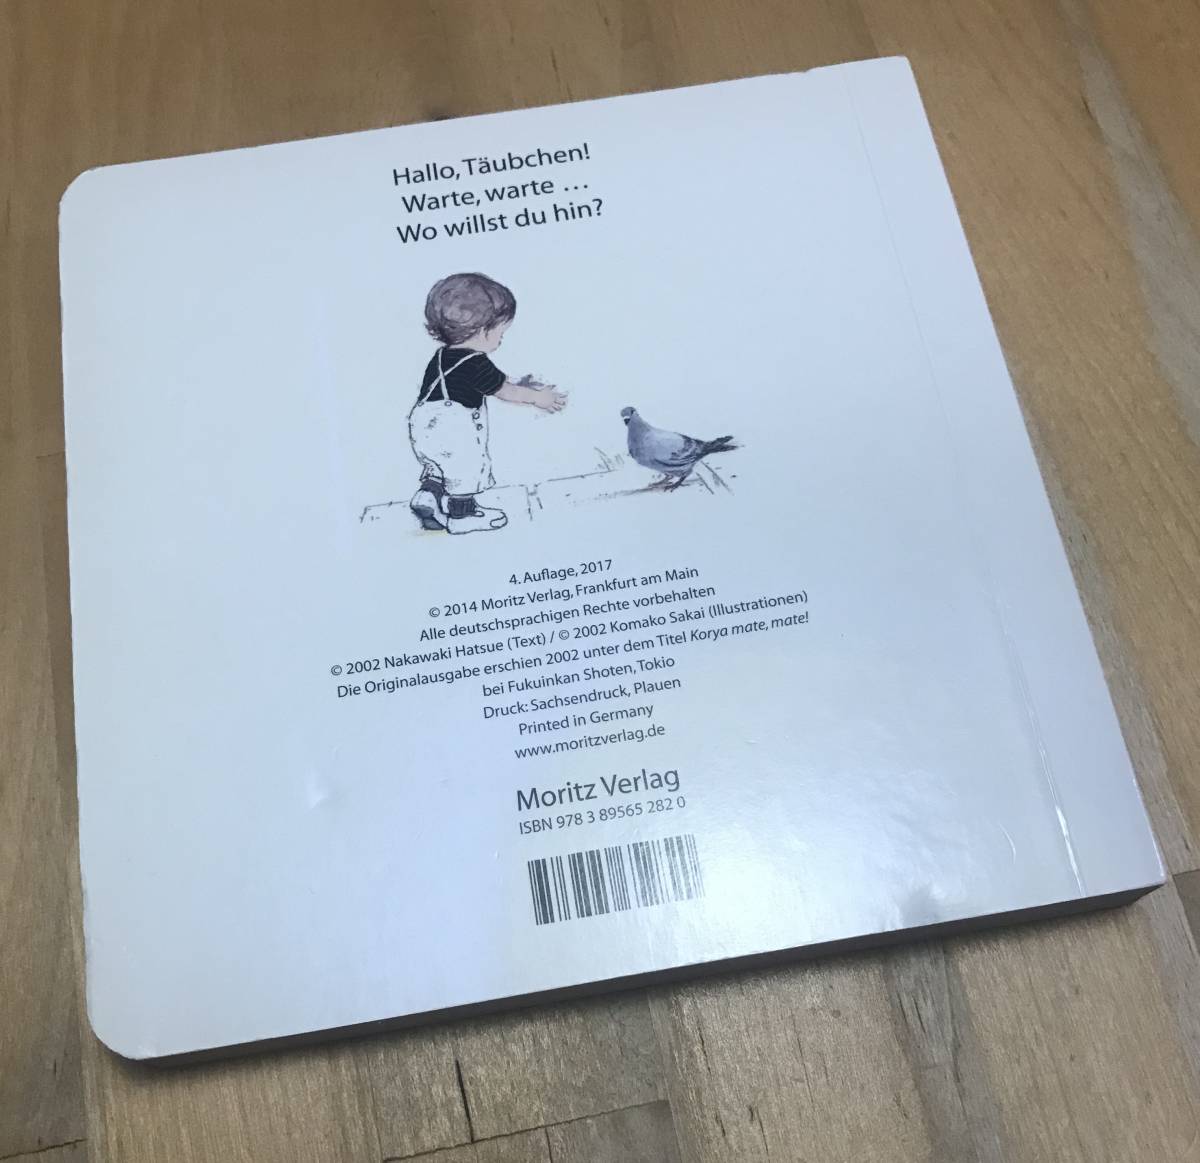 Hallo, Täubchen!
Warte, warte …
Wo willst du hin?
4. Auflage, 2017
© 2014 Moritz Verlag, Frankfurt am Main
Alle deutschsprachigen Rechte vorbehalten
© 2002 Nakawaki Hatsue (Text) / © 2002 Komako Sakai (Illustrationen)
Die Originalausgabe erschien 2002 unter dem Titel Korya mate, mate!
bei Fukuinkan Shoten, Tokio
Druck: Sachsendruck, Plauen
Printed in Germany
www.moritzverlag.de
Moritz Verlag
ISBN 978 3 89565 282 0